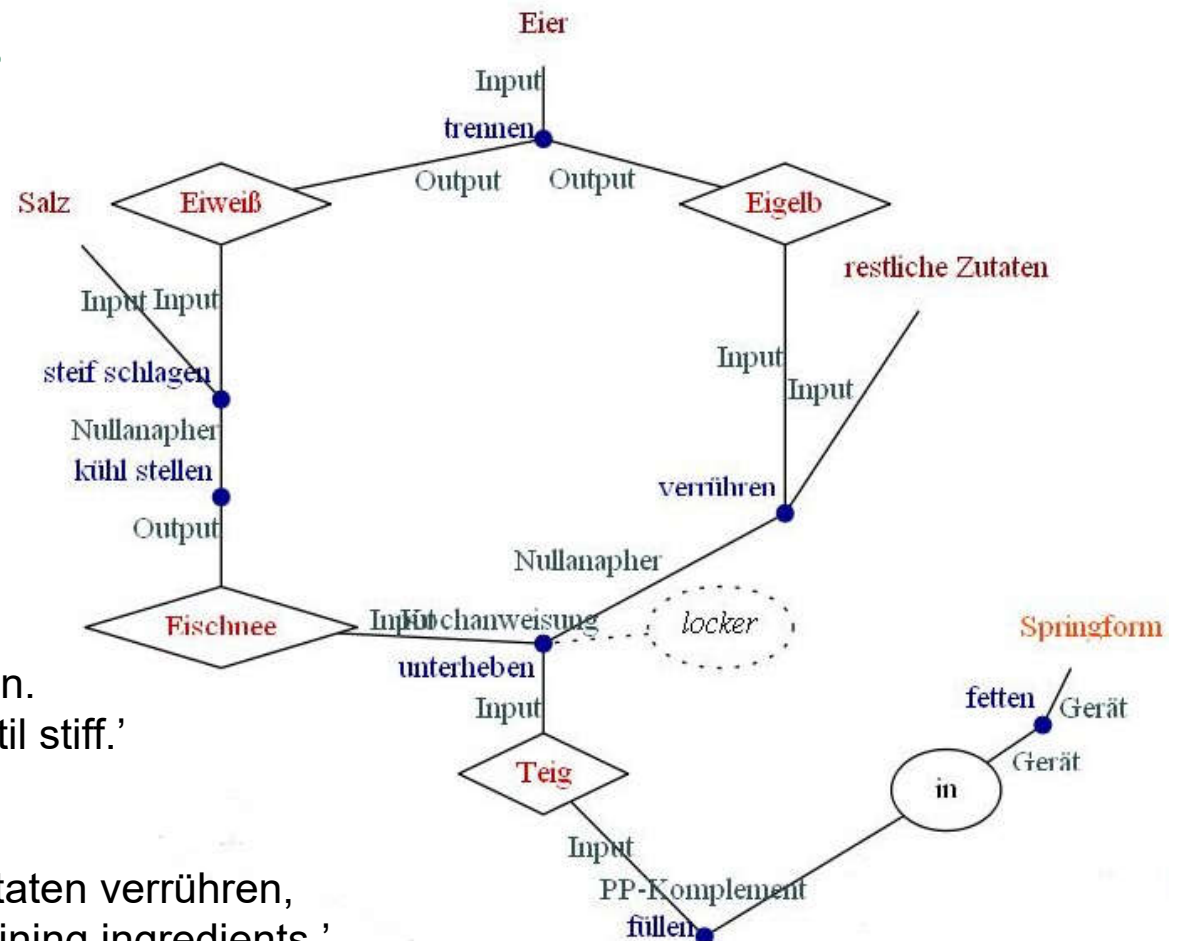 Eier
Input
trennen
Output Output
Salz
Eiweiß
Eigelb
restliche Zutaten
Input Input
Input
Input
steif schlagen
Nullanapher
kühl stellen
verrühren
Output
Nullanapher
Input Kochanweisung
locker
Eischnee
Springform
unterheben
n.
fetten
Gerät
Input
til stiff.’
Gerät
Teig
in
Input
taten verrühren,
PP-Komplement
füllen
ining ingredients.’